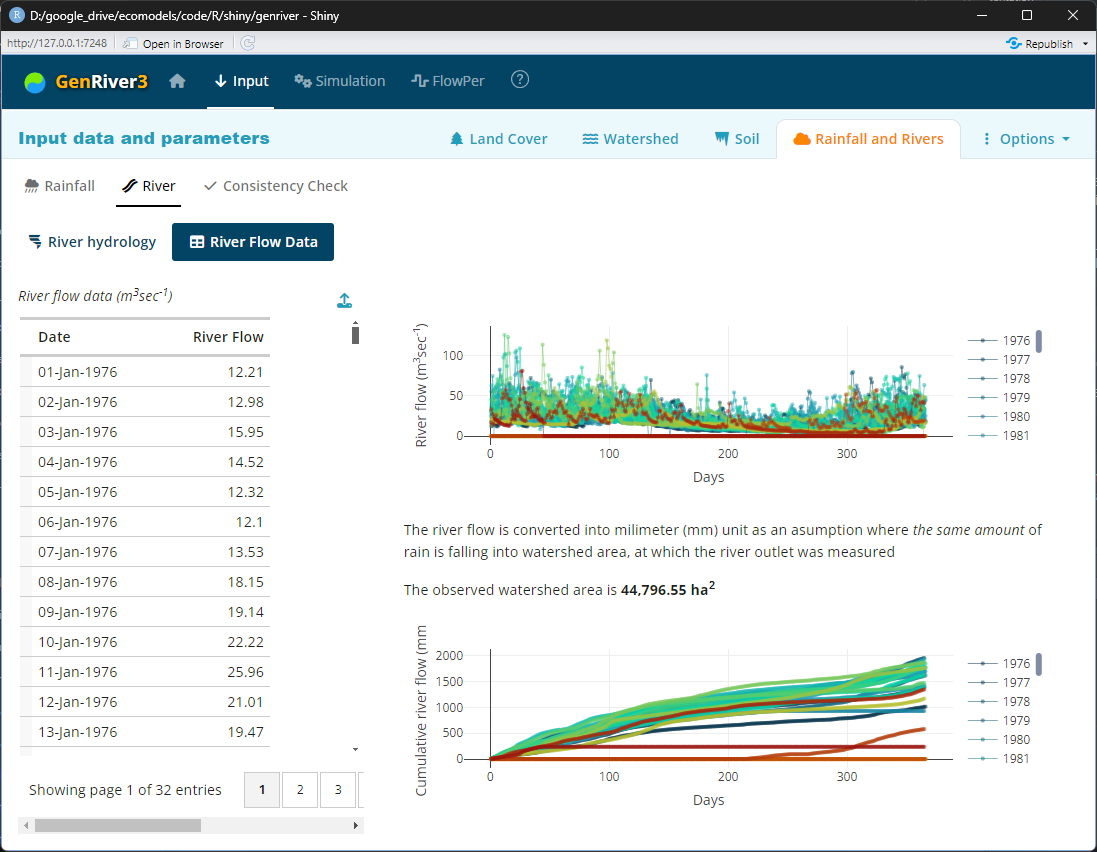 D:/google_drive/ecomodels/code/R/shiny/genriver - Shiny
http://127.0.0.1:7248 Open in Browser Republish
GenRiver3 Input Simulation FlowPer ?
Input data and parameters Land Cover Watershed Soil Rainfall and Rivers Options
Rainfall River Consistency Check
River hydrology River Flow Data
River flow data (m³sec⁻¹)
Date River Flow
01-Jan-1976 12.21
02-Jan-1976 12.98
03-Jan-1976 15.95
04-Jan-1976 14.52
05-Jan-1976 12.32
06-Jan-1976 12.1
07-Jan-1976 13.53
08-Jan-1976 18.15
09-Jan-1976 19.14
10-Jan-1976 22.22
11-Jan-1976 25.96
12-Jan-1976 21.01
13-Jan-1976 19.47
Showing page 1 of 32 entries 1 2 3
River flow (m³sec⁻¹)
100
50
0
0 100 200 300
Days
1976
1977
1978
1979
1980
1981
The river flow is converted into milimeter (mm) unit as an asumption where the same amount of
rain is falling into watershed area, at which the river outlet was measured
The observed watershed area is 44,796.55 ha²
Cumulative river flow (mm
2000
1500
1000
500
0
0 100 200 300
Days
1976
1977
1978
1979
1980
1981